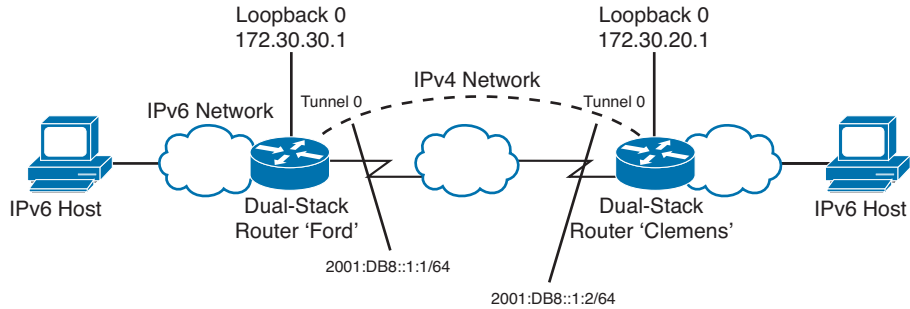 Loopback 0
172.30.30.1
Loopback 0
172.30.20.1
IPv4 Network
IPv6 Network
Tunnel 0
Tunnel 0
IPv6 Host
Dual-Stack
Router ‘Ford’
Dual-Stack
Router ‘Clemens’
IPv6 Host
2001:DB8::1:1/64
2001:DB8::1:2/64